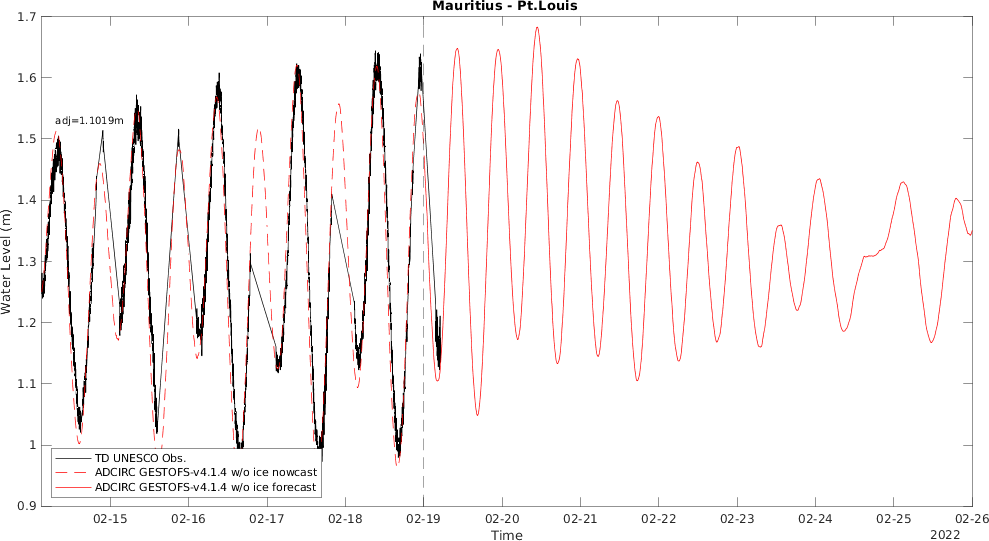 Mauritius - Pt.Louis
1.7
1.6
1.5
1.4
1.3
1.2
1.1
1
0.9
Water Level (m)
adj=1.1019m
TD UNESCO Obs.
ADCIRC GESTOFS-v4.1.4 w/o ice nowcast
ADCIRC GESTOFS-v4.1.4 w/o ice forecast
02-15 02-16 02-17 02-18 02-19 02-20 02-21 02-22 02-23 02-24 02-25 02-26
Time
2022